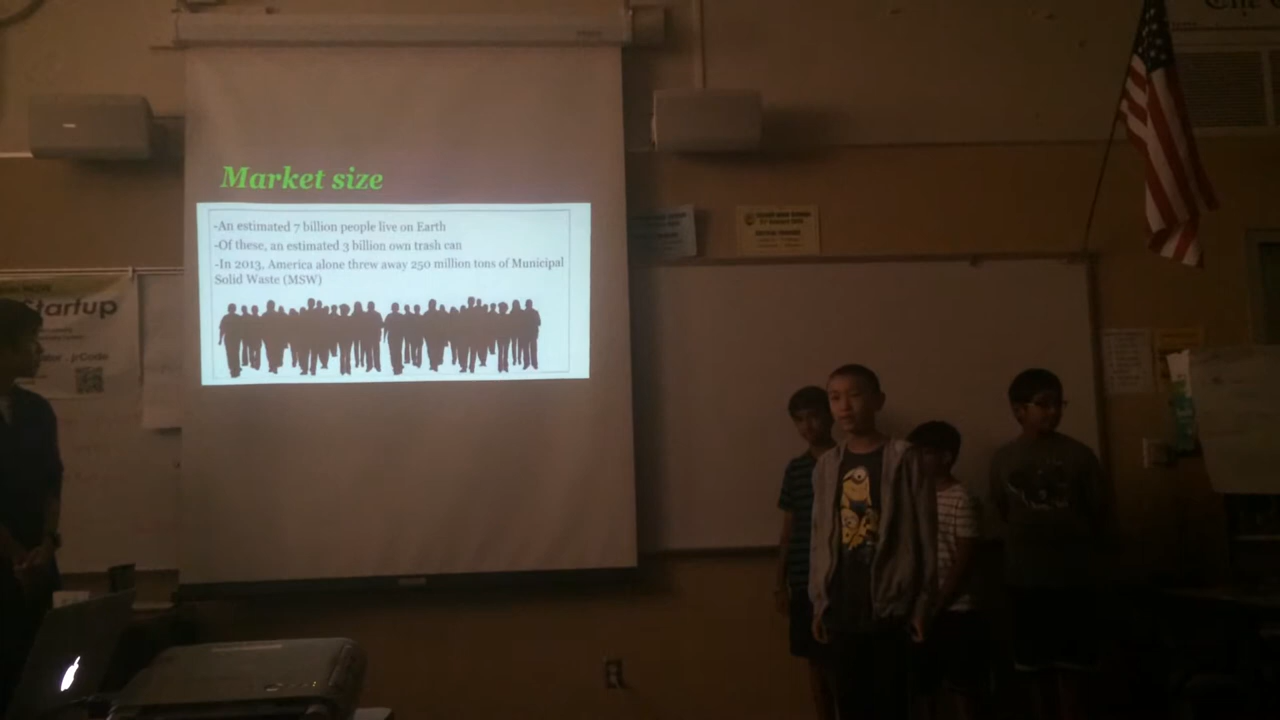 Market size
-An estimated 7 billion people live on Earth
-Of these, an estimated 3 billion own trash can
-In 2013, America alone threw away 250 million tons of Municipal
Solid Waste (MSW)
Startup
jrCode